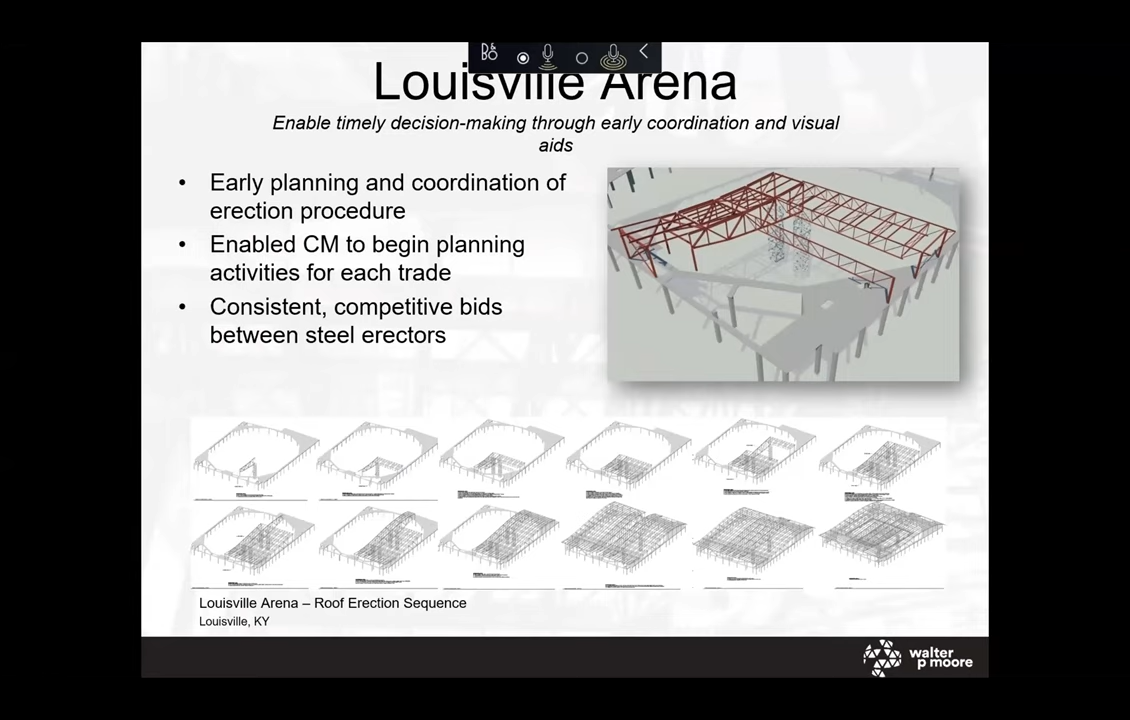 B&O
Louisville Arena
Enable timely decision-making through early coordination and visual
aids
• Early planning and coordination of
erection procedure
• Enabled CM to begin planning
activities for each trade
• Consistent, competitive bids
between steel erectors
Louisville Arena – Roof Erection Sequence
Louisville, KY
walter
p moore